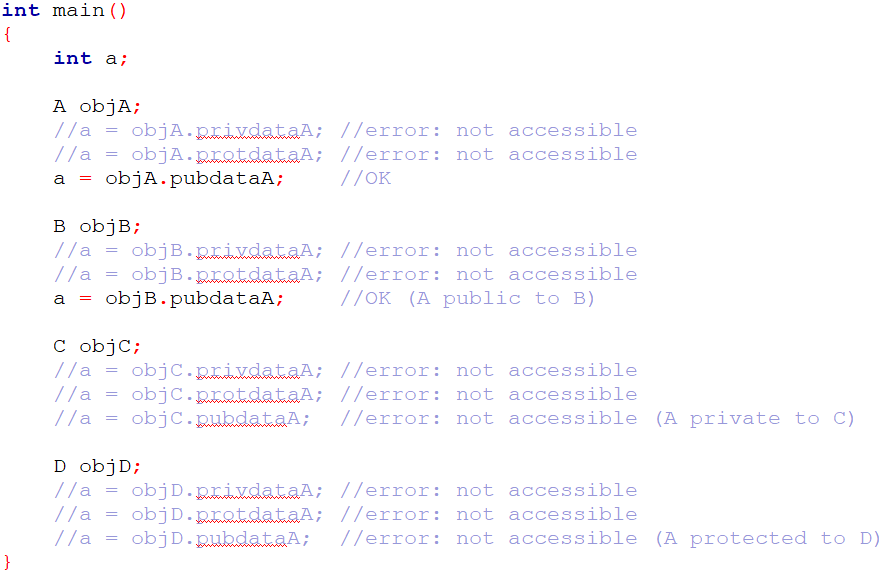 int main()
{
    int a;
    A objA;
    //a = objA.privdataA; //error: not accessible
    //a = objA.protdataA; //error: not accessible
    a = objA.pubdataA;    //OK
    B objB;
    //a = objB.privdataA; //error: not accessible
    //a = objB.protdataA; //error: not accessible
    a = objB.pubdataA;    //OK (A public to B)
    C objC;
    //a = objC.privdataA; //error: not accessible
    //a = objC.protdataA; //error: not accessible
    //a = objC.pubdataA;  //error: not accessible (A private to C)
    D objD;
    //a = objD.privdataA; //error: not accessible
    //a = objD.protdataA; //error: not accessible
    //a = objD.pubdataA;  //error: not accessible (A protected to D)
}